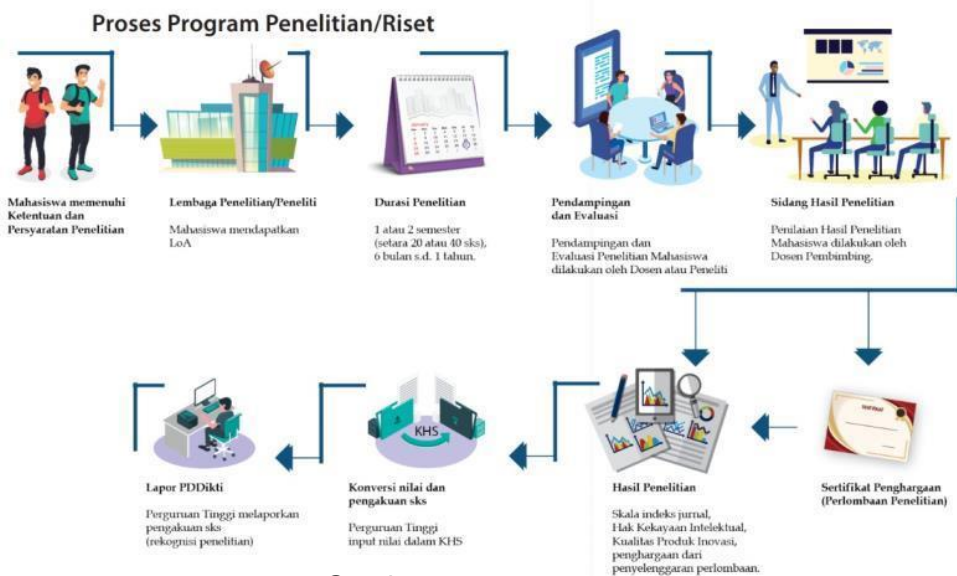 Proses Program Penelitian/Riset
Mahasiswa memenuhi
Ketentuan dan
Persyaratan Penelitian
Lembaga Penelitian/Peneliti
Mahasiswa mendapatkan
LoA
Durasi Penelitian
1 atau 2 semester
(setara 20 atau 40 sks),
6 bulan s.d. 1 tahun.
Pendampingan
dan Evaluasi
Pendampingan dan
Evaluasi Penelitian Mahasiswa
dilakukan oleh Dosen atau Peneliti
Sidang Hasil Penelitian
Penilaian Hasil Penelitian
Mahasiswa dilakukan oleh
Dosen Pembimbing.
KHS
Lapor PDDikti
Perguruan Tinggi melaporkan
pengakuan sks
(rekognisi penelitian)
Konversi nilai dan
pengakuan sks
Perguruan Tinggi
input nilai dalam KHS
Hasil Penelitian
Skala indeks jurnal,
Hak Kekayaan Intelektual,
Kualitas Produk Inovasi,
penghargaan dari
penyelenggaran perlombaan.
Sertifikat Penghargaan
(Perlombaan Penelitian)